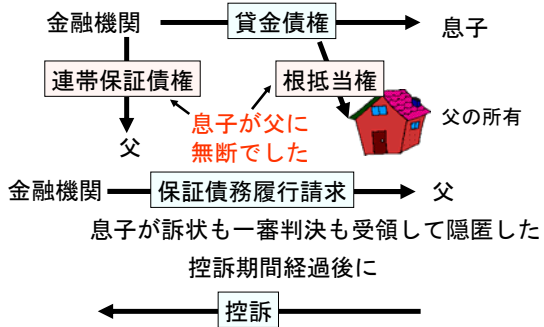 金融機関 貸金債権 息子
連帯保証債権 根抵当権
息子が父に
無断でした
父の所有
父
金融機関 保証債務履行請求 父
息子が訴状も一審判決も受領して隠匿した
控訴期間経過後に
控訴